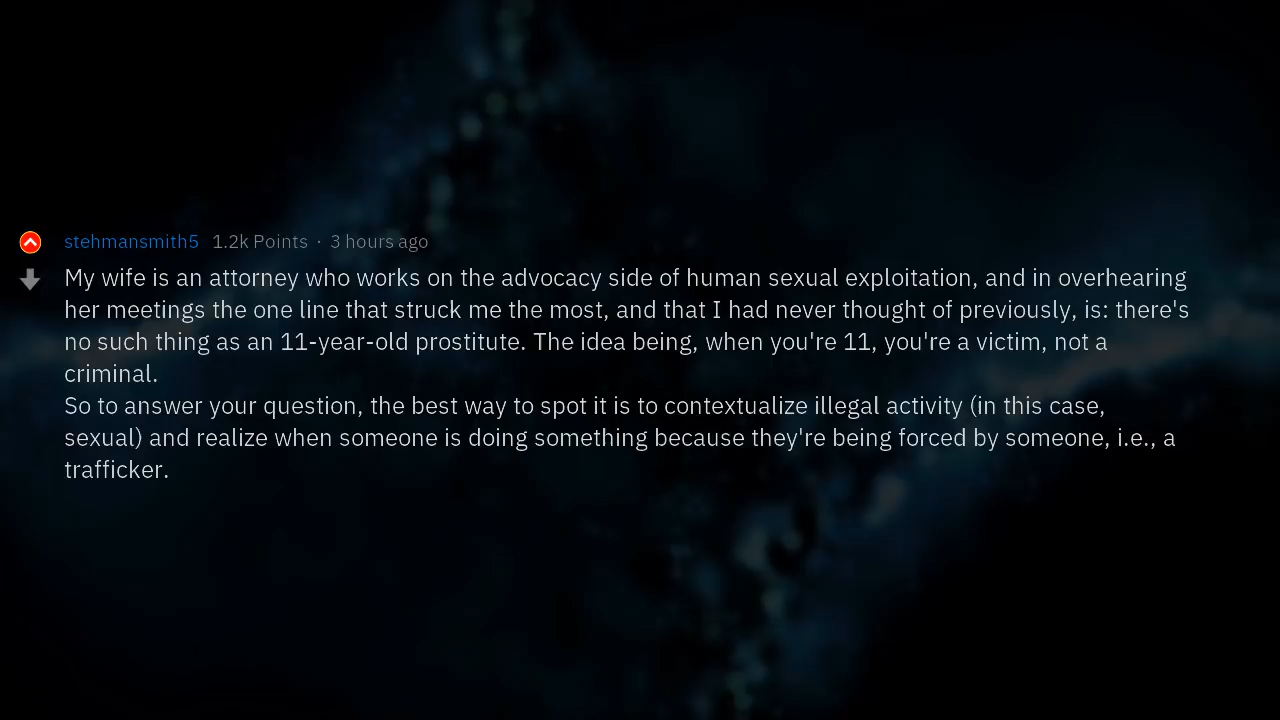 stehmansmith5 1.2k Points · 3 hours ago
My wife is an attorney who works on the advocacy side of human sexual exploitation, and in overhearing
her meetings the one line that struck me the most, and that I had never thought of previously, is: there's
no such thing as an 11-year-old prostitute. The idea being, when you're 11, you're a victim, not a
criminal.
So to answer your question, the best way to spot it is to contextualize illegal activity (in this case,
sexual) and realize when someone is doing something because they're being forced by someone, i.e., a
trafficker.